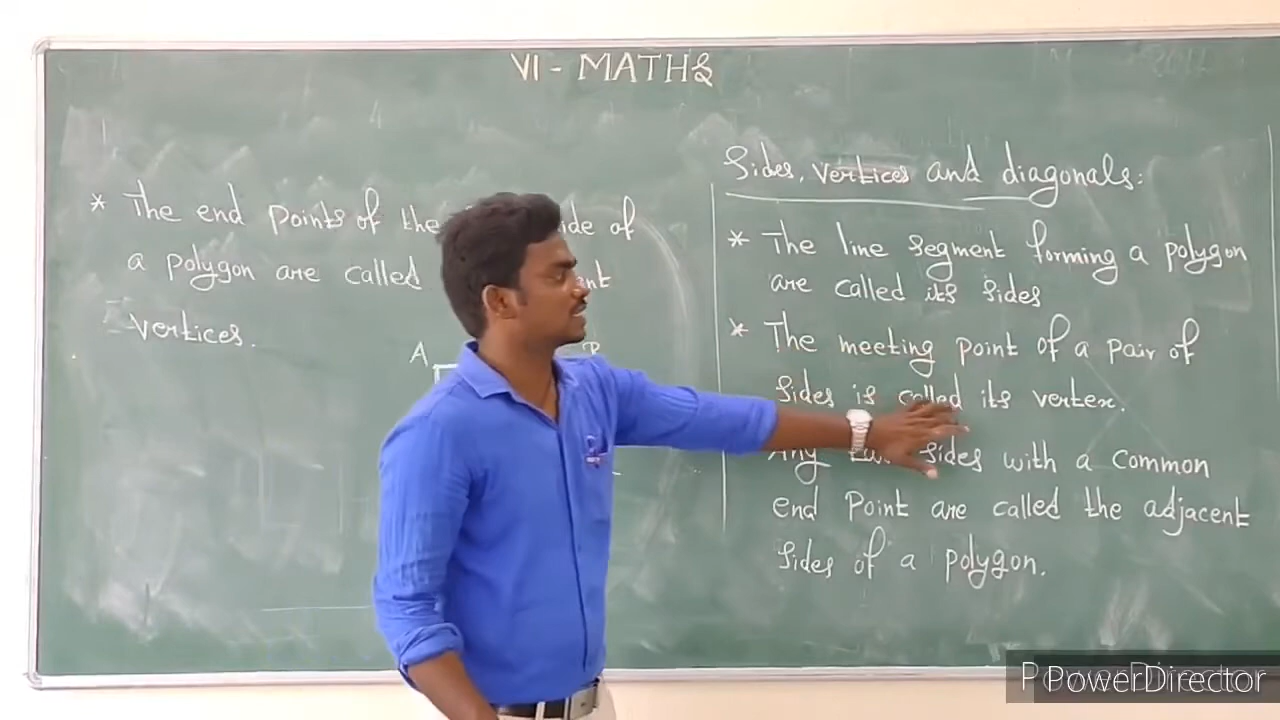 VI - MATHS
* The end points of the side of
a polygon are called
vertices.
A
B
Sides, vertices and diagonals:
* The line segment forming a polygon
are called its sides
* The meeting point of a pair of
sides is called its vertex.
Any sides with a common
end point are called the adjacent
sides of a polygon.
PowerDirector